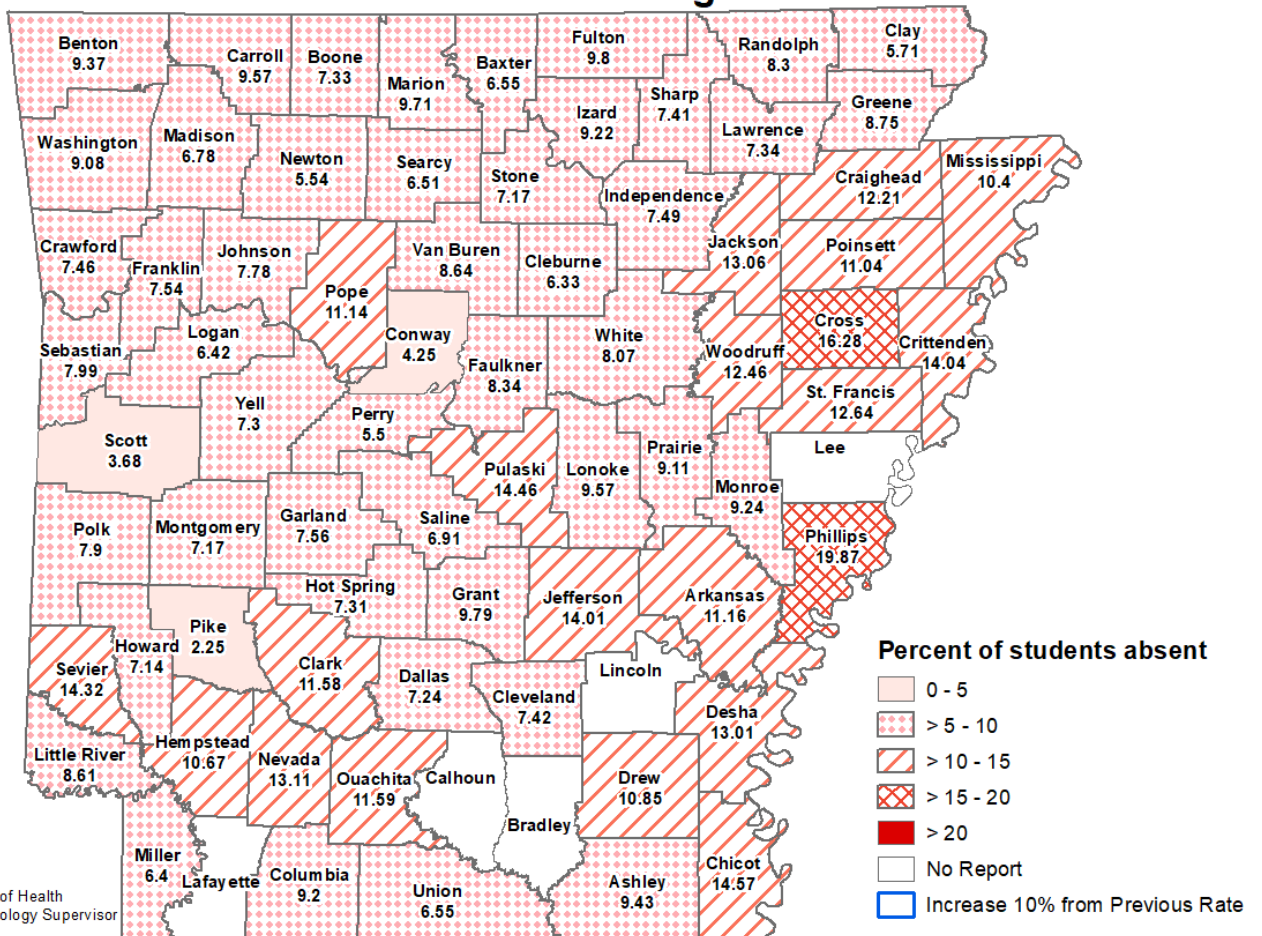 g
Benton
9.37
Carroll
9.57
Boone
7.33
Marion
9.71
Baxter
6.55
Fulton
9.8
Izard
9.22
Sharp
7.41
Randolph
8.3
Clay
5.71
Greene
8.75
Lawrence
7.34
Washington
9.08
Madison
6.78
Newton
5.54
Searcy
6.51
Stone
7.17
Independence
7.49
Craighead
12.21
Mississippi
10.4
Crawford
7.46
Franklin
7.54
Johnson
7.78
Pope
11.14
Van Buren
8.64
Cleburne
6.33
Jackson
13.06
Poinsett
11.04
Sebastian
7.99
Logan
6.42
Conway
4.25
Faulkner
8.34
White
8.07
Woodruff
12.46
Cross
16.28
Crittenden
14.04
St. Francis
12.64
Scott
3.68
Yell
7.3
Perry
5.5
Pulaski
14.46
Lonoke
9.57
Prairie
9.11
Monroe
9.24
Lee
Phillips
19.87
Polk
7.9
Montgomery
7.17
Garland
7.56
Saline
6.91
Hot Spring
7.31
Grant
9.79
Jefferson
14.01
Arkansas
11.16
Sevier
14.32
Howard
7.14
Pike
2.25
Clark
11.58
Dallas
7.24
Cleveland
7.42
Lincoln
Desha
13.01
Little River
8.61
Hempstead
10.67
Nevada
13.11
Ouachita
11.59
Calhoun
Bradley
Drew
10.85
Miller
6.4
Lafayette
Columbia
9.2
Union
6.55
Ashley
9.43
Chicot
14.57
of Health
ology Supervisor
Percent of students absent
0 - 5
> 5 - 10
> 10 - 15
> 15 - 20
> 20
No Report
Increase 10% from Previous Rate